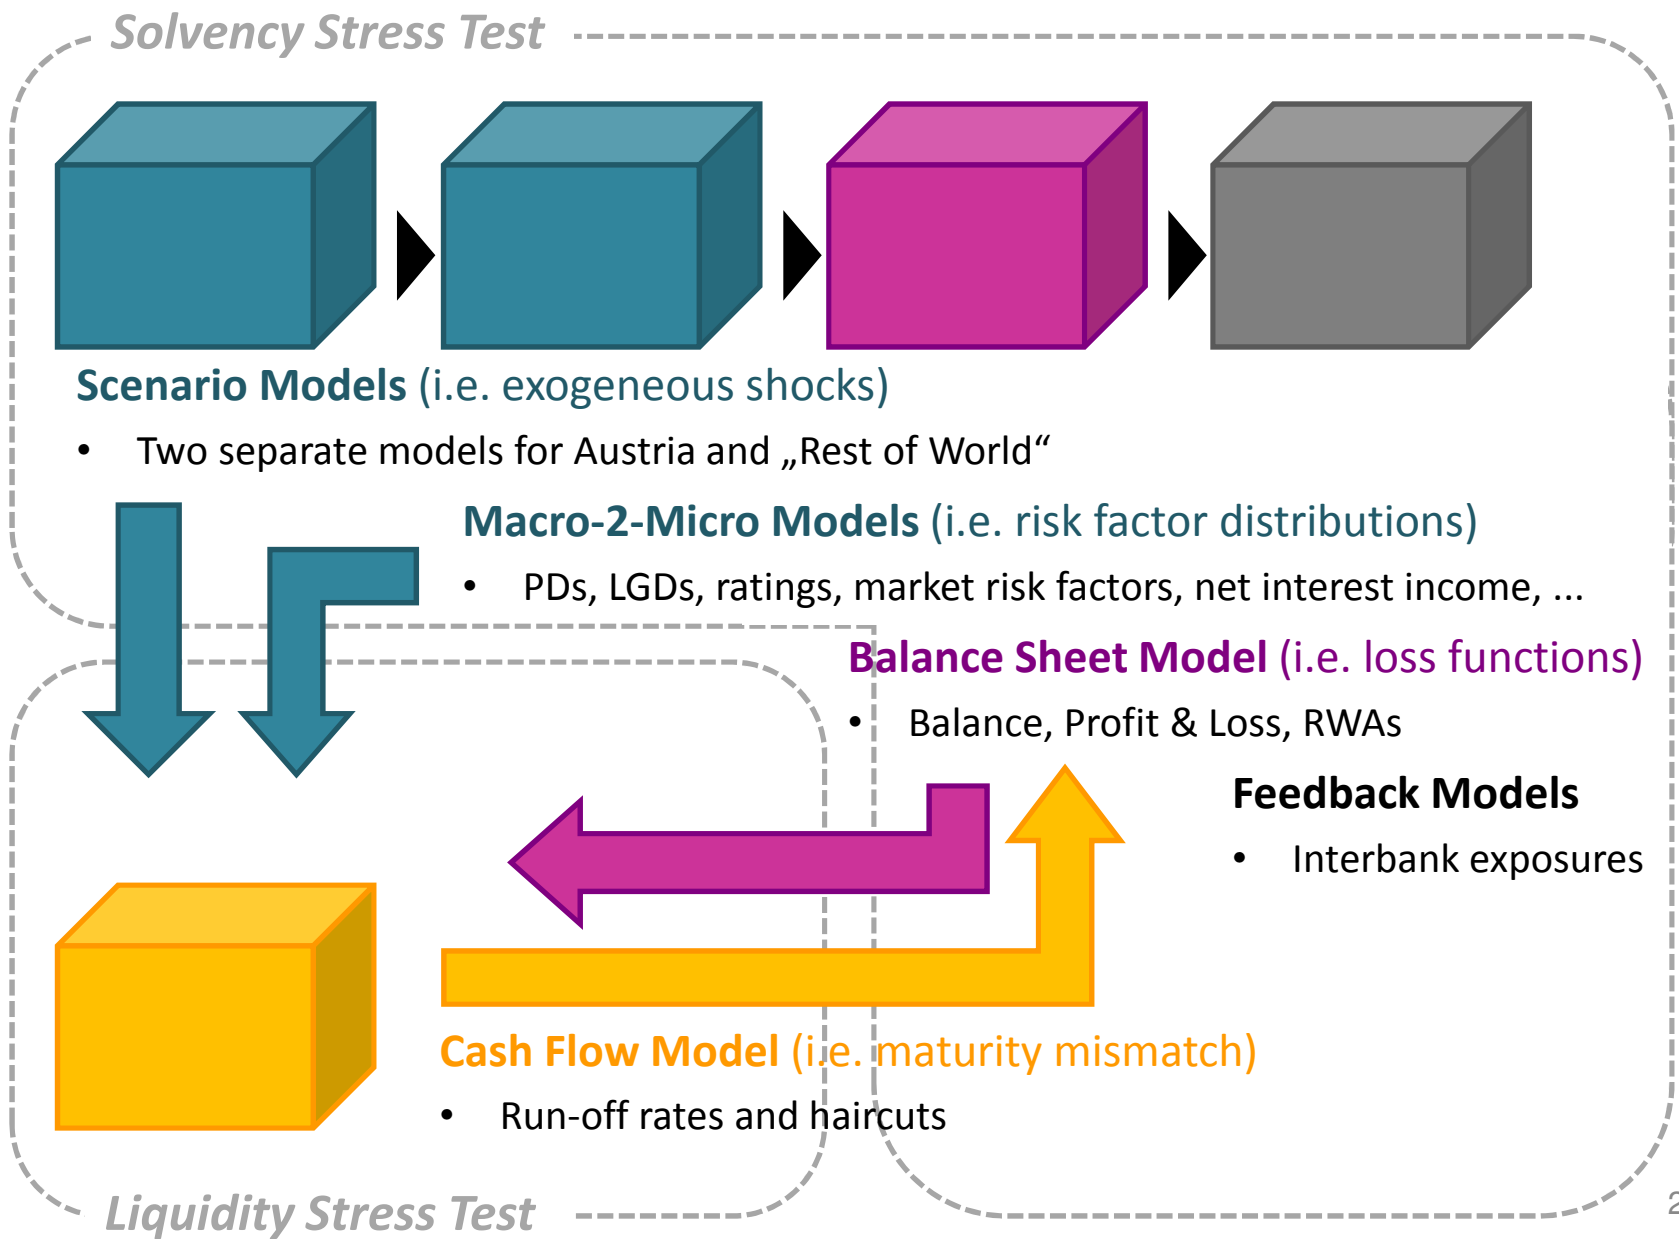 Solvency Stress Test
Scenario Models (i.e. exogeneous shocks)
• Two separate models for Austria and „Rest of World“
Macro-2-Micro Models (i.e. risk factor distributions)
• PDs, LGDs, ratings, market risk factors, net interest income, ...
Balance Sheet Model (i.e. loss functions)
• Balance, Profit & Loss, RWAs
Feedback Models
• Interbank exposures
Cash Flow Model (i.e. maturity mismatch)
• Run-off rates and haircuts
Liquidity Stress Test
2